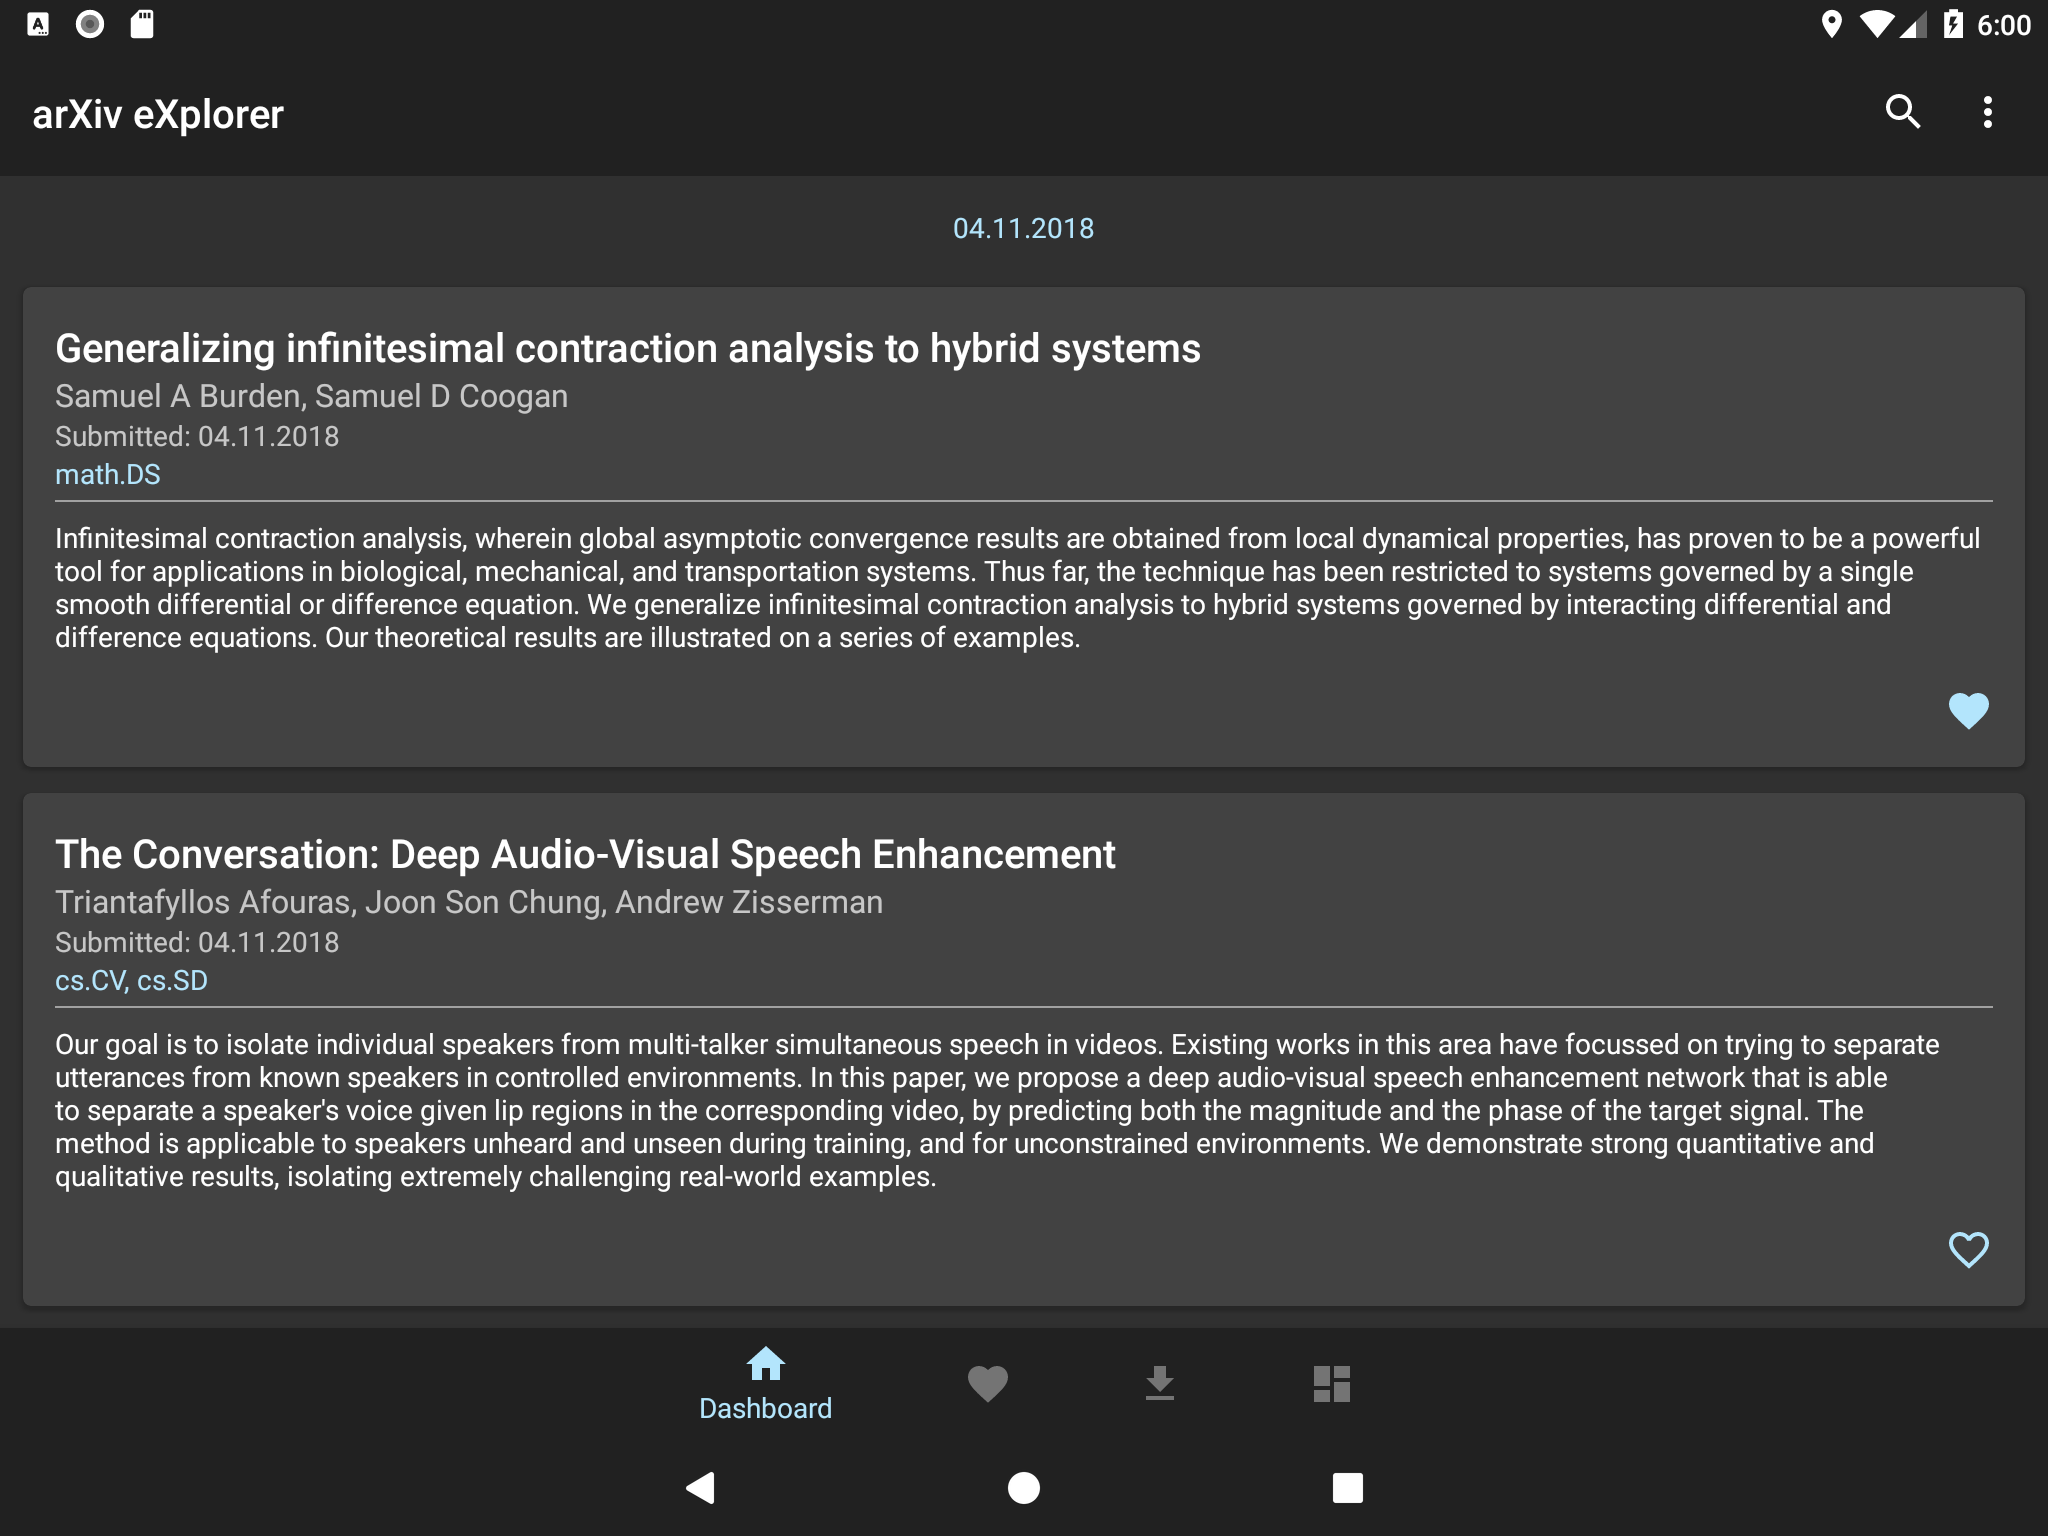 6:00
arXiv eXplorer
04.11.2018
Generalizing infinitesimal contraction analysis to hybrid systems
Samuel A Burden, Samuel D Coogan
Submitted: 04.11.2018
math.DS
Infinitesimal contraction analysis, wherein global asymptotic convergence results are obtained from local dynamical properties, has proven to be a powerful
tool for applications in biological, mechanical, and transportation systems. Thus far, the technique has been restricted to systems governed by a single
smooth differential or difference equation. We generalize infinitesimal contraction analysis to hybrid systems governed by interacting differential and
difference equations. Our theoretical results are illustrated on a series of examples.
The Conversation: Deep Audio-Visual Speech Enhancement
Triantafyllos Afouras, Joon Son Chung, Andrew Zisserman
Submitted: 04.11.2018
cs.CV, cs.SD
Our goal is to isolate individual speakers from multi-talker simultaneous speech in videos. Existing works in this area have focussed on trying to separate
utterances from known speakers in controlled environments. In this paper, we propose a deep audio-visual speech enhancement network that is able
to separate a speaker's voice given lip regions in the corresponding video, by predicting both the magnitude and the phase of the target signal. The
method is applicable to speakers unheard and unseen during training, and for unconstrained environments. We demonstrate strong quantitative and
qualitative results, isolating extremely challenging real-world examples.
Dashboard